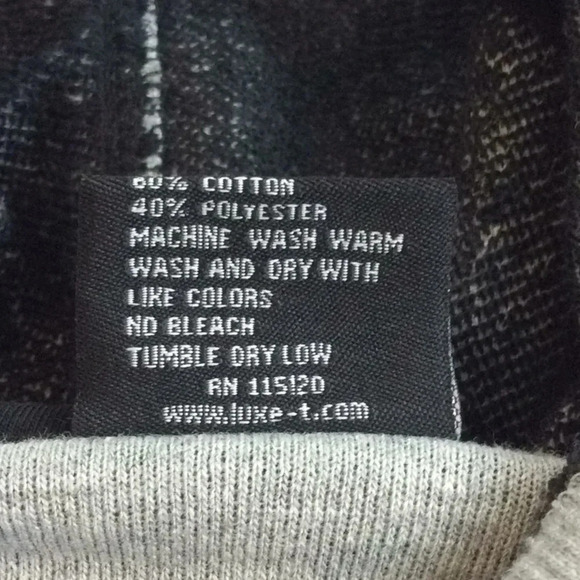 60% COTTON
40% POLYESTER
MACHINE WASH WARM
WASH AND DRY WITH
LIKE COLORS
NO BLEACH
TUMBLE DRY LOW
RN 115120
www.luxe-t.com